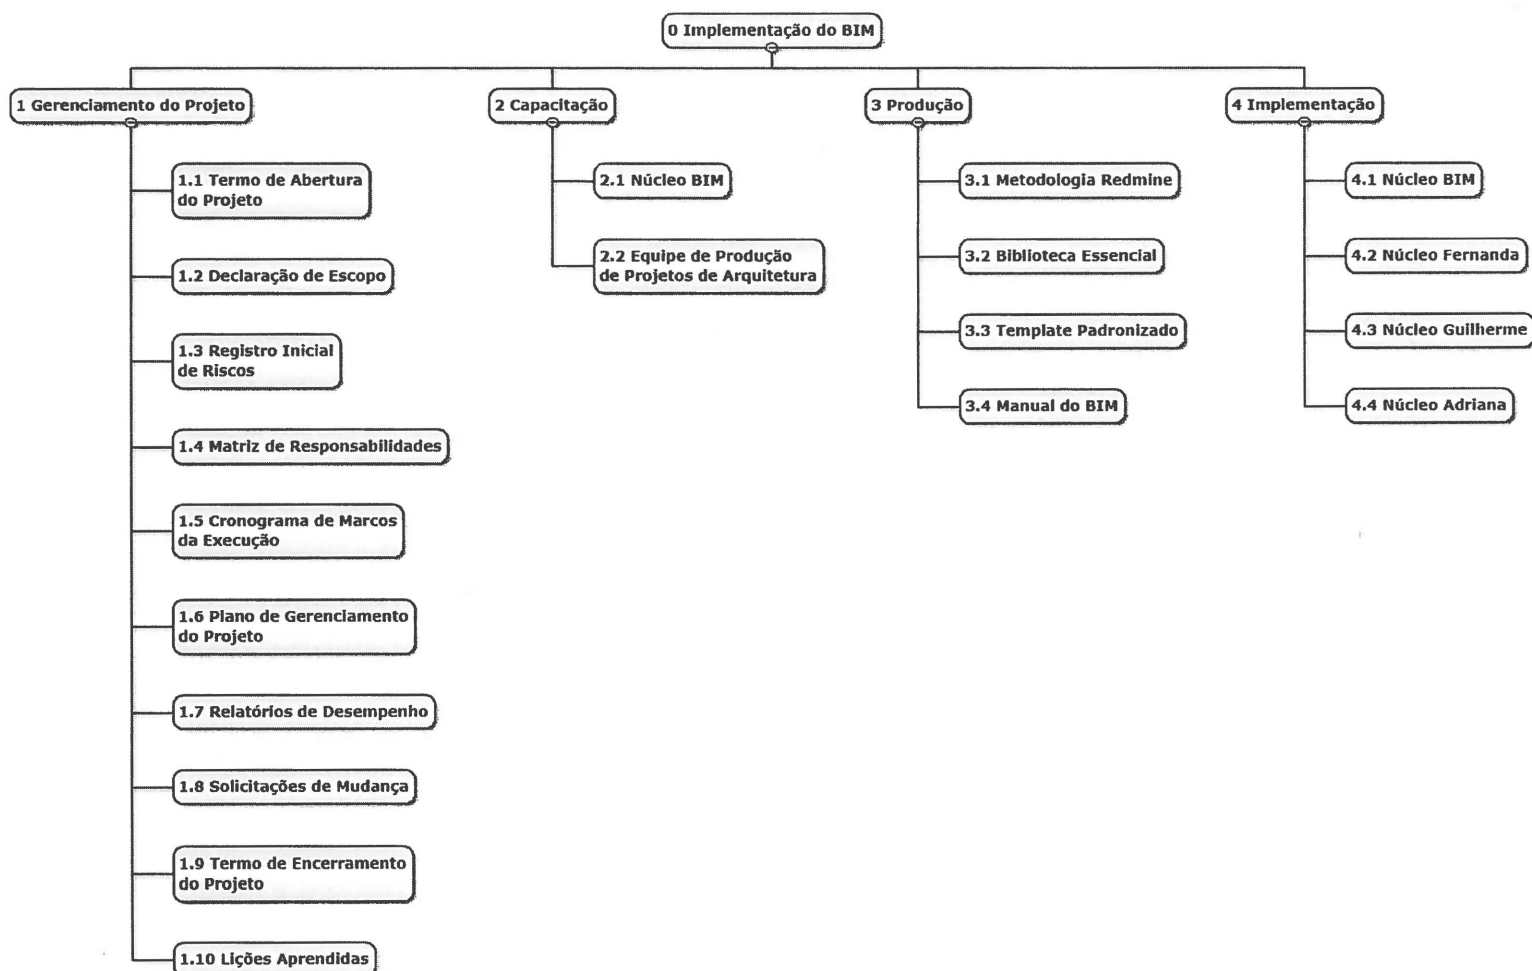 0 Implementação do BIM
1 Gerenciamento do Projeto
1.1 Termo de Abertura
do Projeto
1.2 Declaração de Escopo
1.3 Registro Inicial
de Riscos
1.4 Matriz de Responsabilidades
1.5 Cronograma de Marcos
da Execução
1.6 Plano de Gerenciamento
do Projeto
1.7 Relatórios de Desempenho
1.8 Solicitações de Mudança
1.9 Termo de Encerramento
do Projeto
1.10 Lições Aprendidas
2 Capacitação
2.1 Núcleo BIM
2.2 Equipe de Produção
de Projetos de Arquitetura
3 Produção
3.1 Metodologia Redmine
3.2 Biblioteca Essencial
3.3 Template Padronizado
3.4 Manual do BIM
4 Implementação
4.1 Núcleo BIM
4.2 Núcleo Fernanda
4.3 Núcleo Guilherme
4.4 Núcleo Adriana